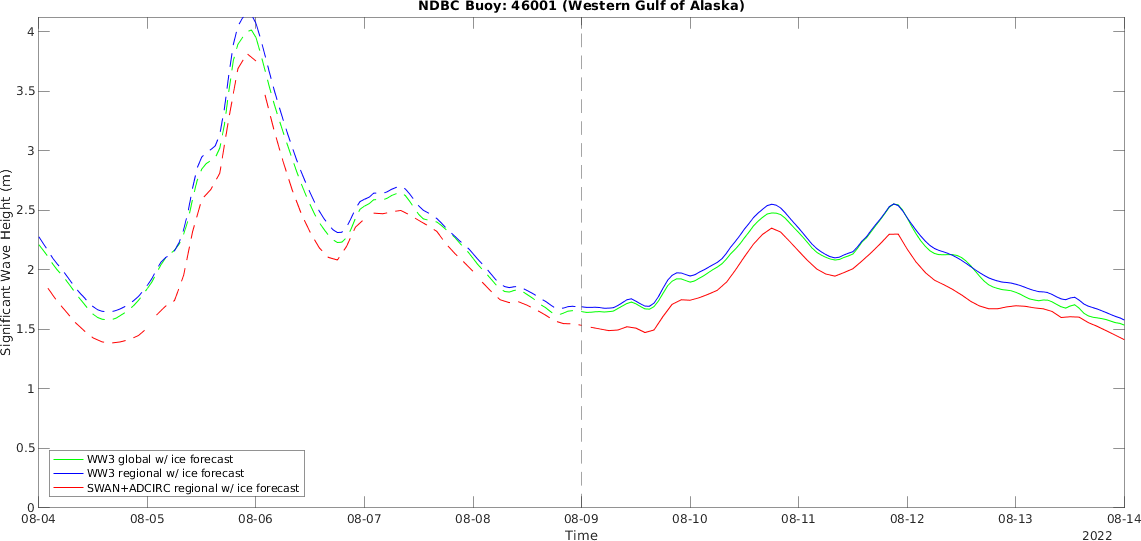 NDBC Buoy: 46001 (Western Gulf of Alaska)
4
3.5
3
2.5
2
1.5
1
0.5
0
Significant Wave Height (m)
WW3 global w/ ice forecast
WW3 regional w/ ice forecast
SWAN+ADCIRC regional w/ ice forecast
08-04 08-05 08-06 08-07 08-08 08-09 08-10 08-11 08-12 08-13 08-14
Time
2022